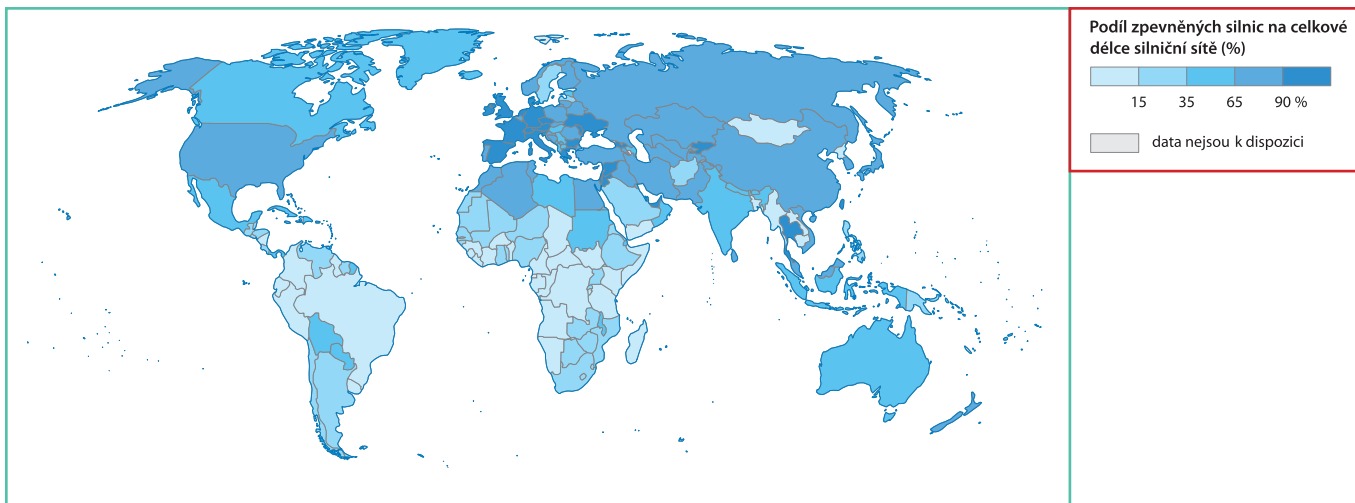 Podíl zpevněných silnic na celkové
délce silniční sítě (%)
15 35 65 90 %
data nejsou k dispozici